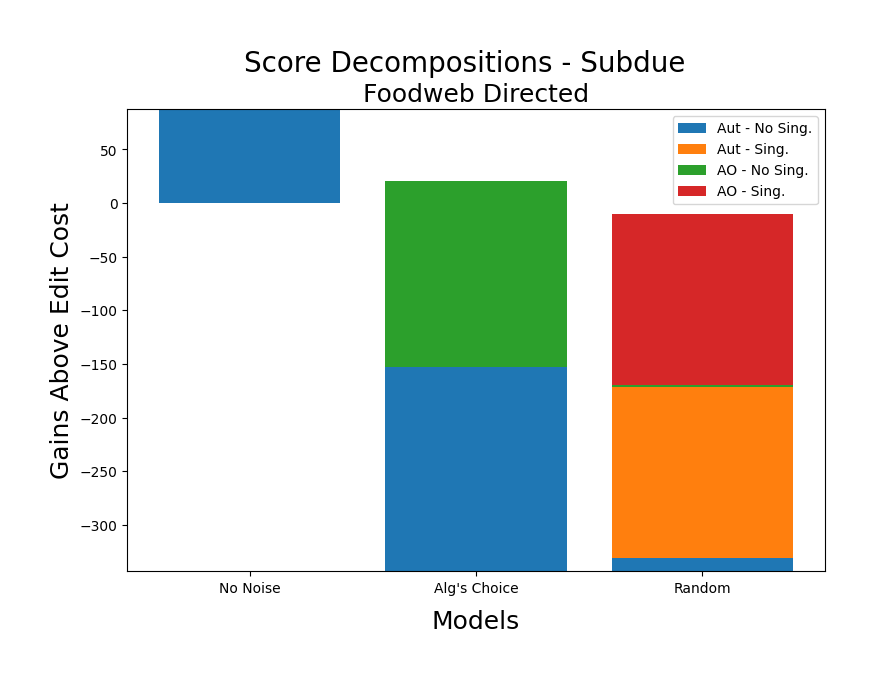 Score Decompositions - Subdue
Foodweb Directed
Aut - No Sing.
Aut - Sing.
AO - No Sing.
AO - Sing.
Gains Above Edit Cost
50
0
−50
−100
−150
−200
−250
−300
No Noise
Alg's Choice
Random
Models